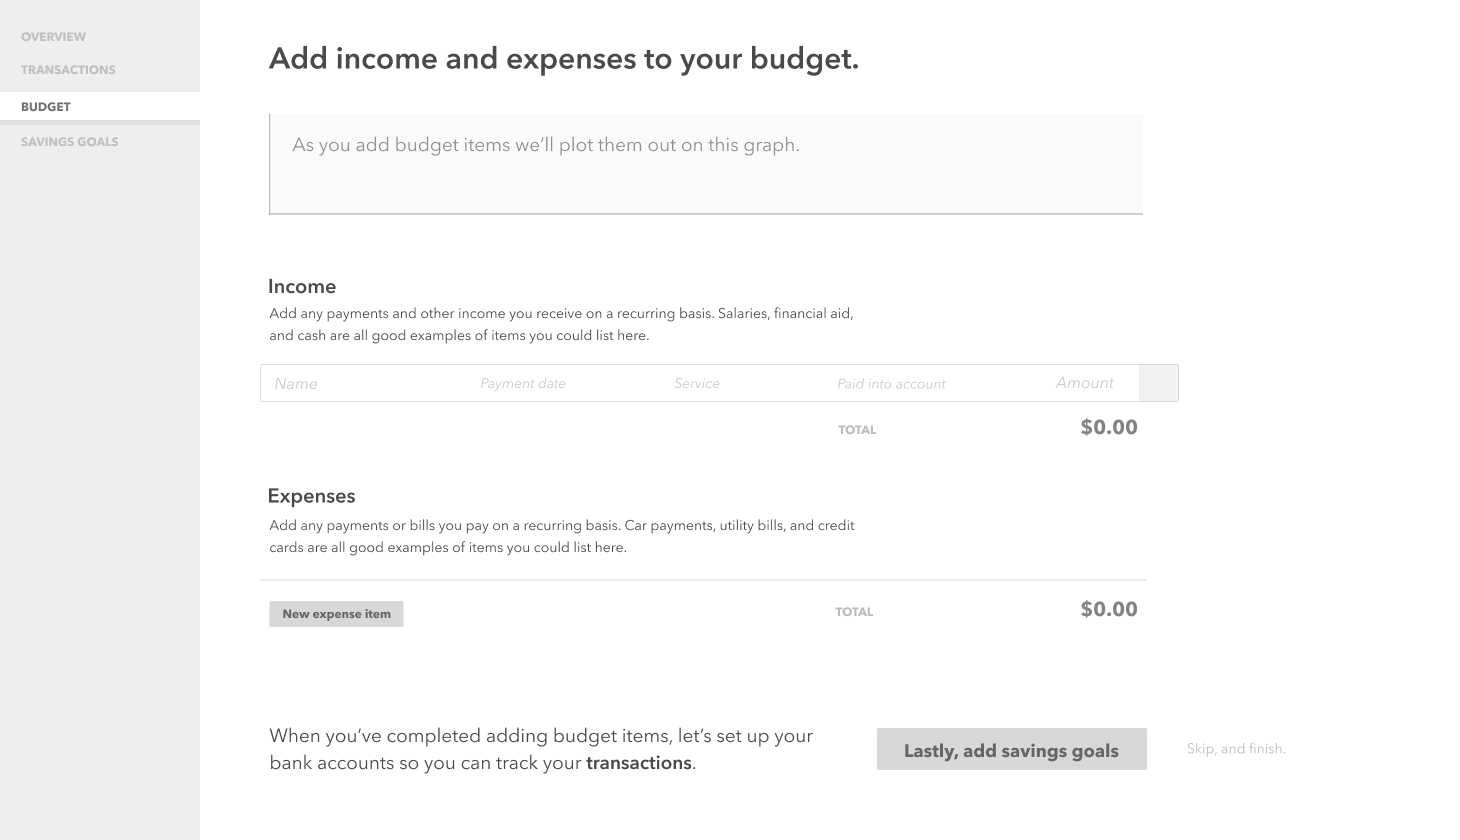 OVERVIEW
TRANSACTIONS
BUDGET
SAVINGS GOALS
Add income and expenses to your budget.
As you add budget items we’ll plot them out on this graph.
Income
Add any payments and other income you receive on a recurring basis. Salaries, financial aid,
and cash are all good examples of items you could list here.
Name Payment date Service Paid into account Amount
TOTAL $0.00
Expenses
Add any payments or bills you pay on a recurring basis. Car payments, utility bills, and credit
cards are all good examples of items you could list here.
New expense item TOTAL $0.00
When you’ve completed adding budget items, let’s set up your
bank accounts so you can track your transactions.
Lastly, add savings goals
Skip, and finish.